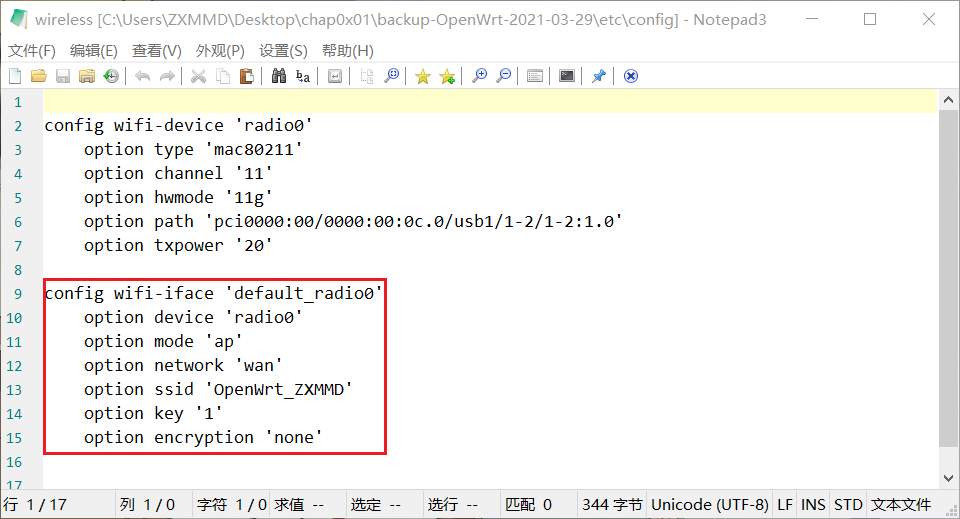 wireless [C:\Users\ZXMMD\Desktop\chap0x01\backup-OpenWrt-2021-03-29\etc\config] - Notepad3
文件(F) 编辑(E) 查看(V) 外观(P) 设置(S) 帮助(H)
1
2 config wifi-device 'radio0'
3 option type 'mac80211'
4 option channel '11'
5 option hwmode '11g'
6 option path 'pci0000:00/0000:00:0c.0/usb1/1-2/1-2:1.0'
7 option txpower '20'
8
9 config wifi-iface 'default_radio0'
10 option device 'radio0'
11 option mode 'ap'
12 option network 'wan'
13 option ssid 'OpenWrt_ZXMMD'
14 option key '1'
15 option encryption 'none'
16
17
行 1 / 17 列 1 / 0 字符 1 / 0 求值 -- 选定 -- 选行 -- 匹配 0 344 字节 Unicode (UTF-8) LF INS STD 文本文件